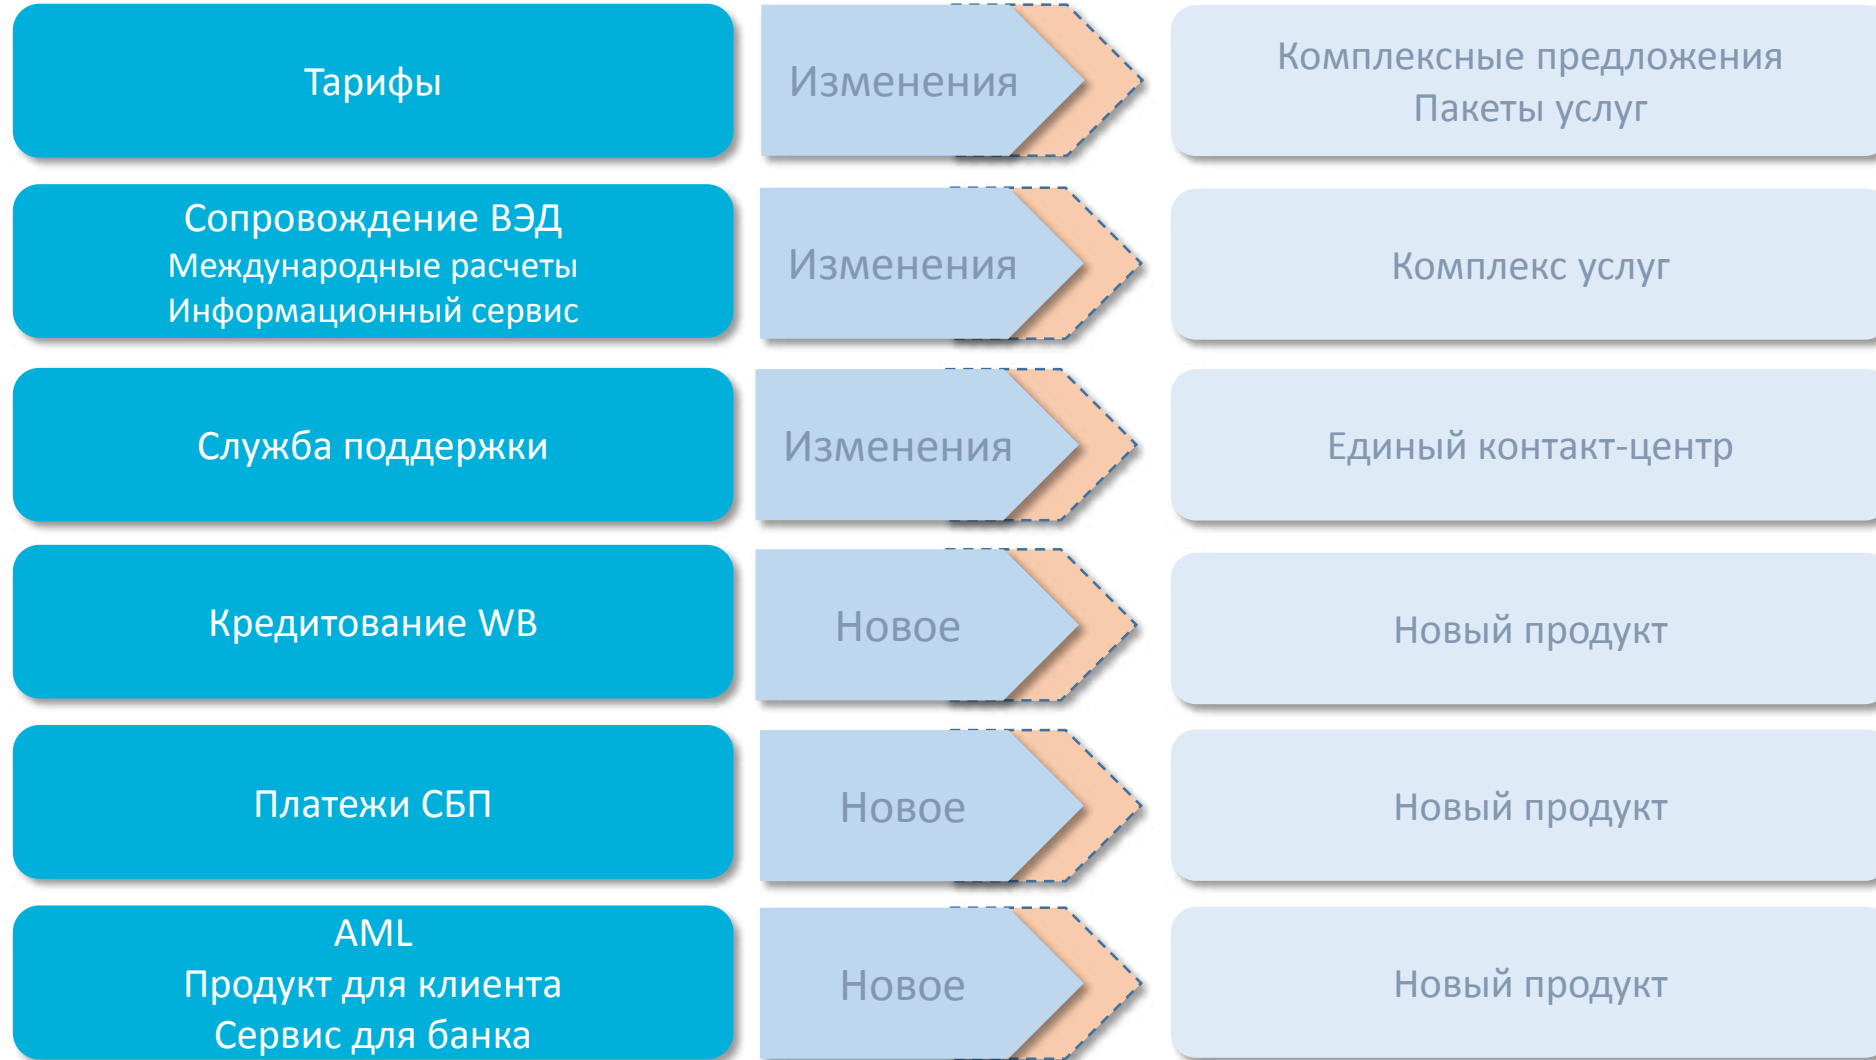 Тарифы
Изменения
Комплексные предложения
Пакеты услуг
Сопровождение ВЭД
Международные расчеты
Информационный сервис
Изменения
Комплекс услуг
Служба поддержки
Изменения
Единый контакт-центр
Кредитование WB
Новое
Новый продукт
Платежи СБП
Новое
Новый продукт
AML
Продукт для клиента
Сервис для банка
Новое
Новый продукт